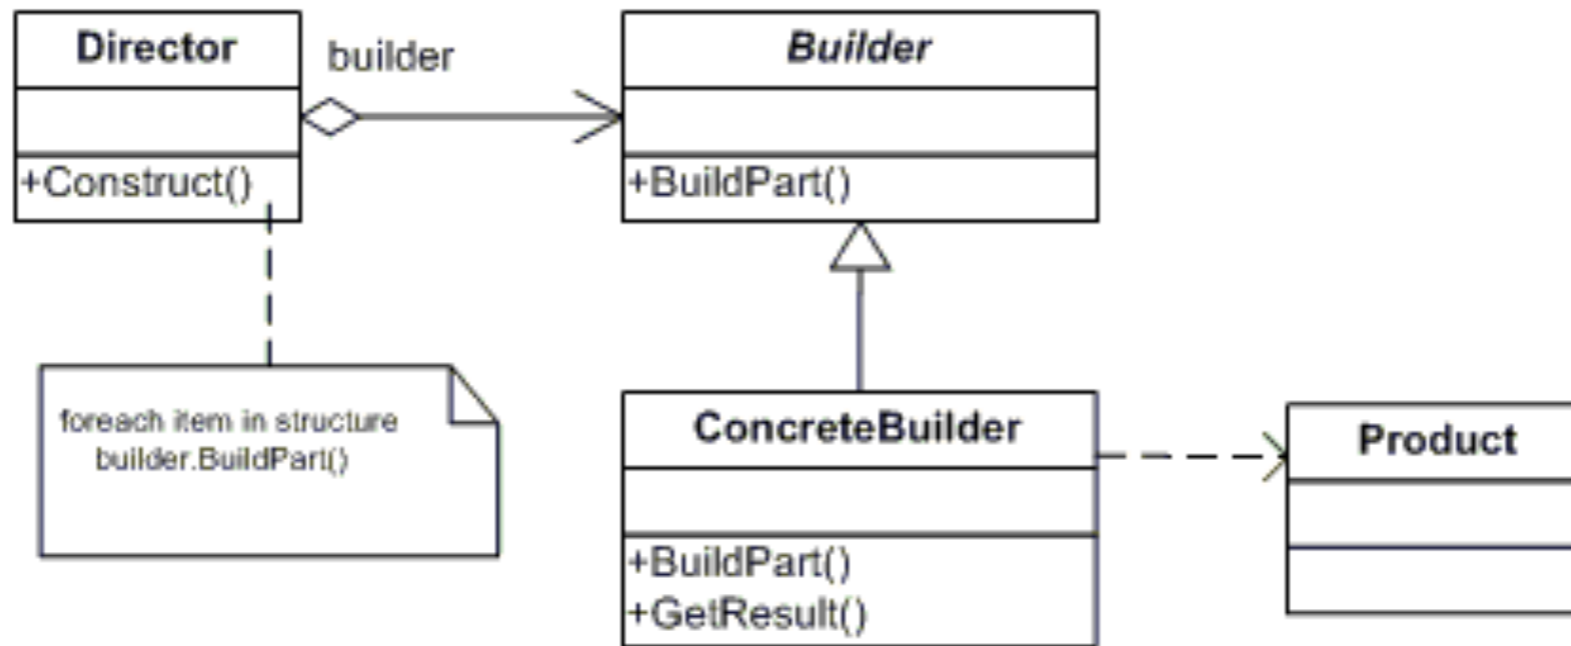 Director
builder
Builder
+Construct()
+BuildPart()
foreach item in structure
builder.BuildPart()
ConcreteBuilder
Product
+BuildPart()
+GetResult()